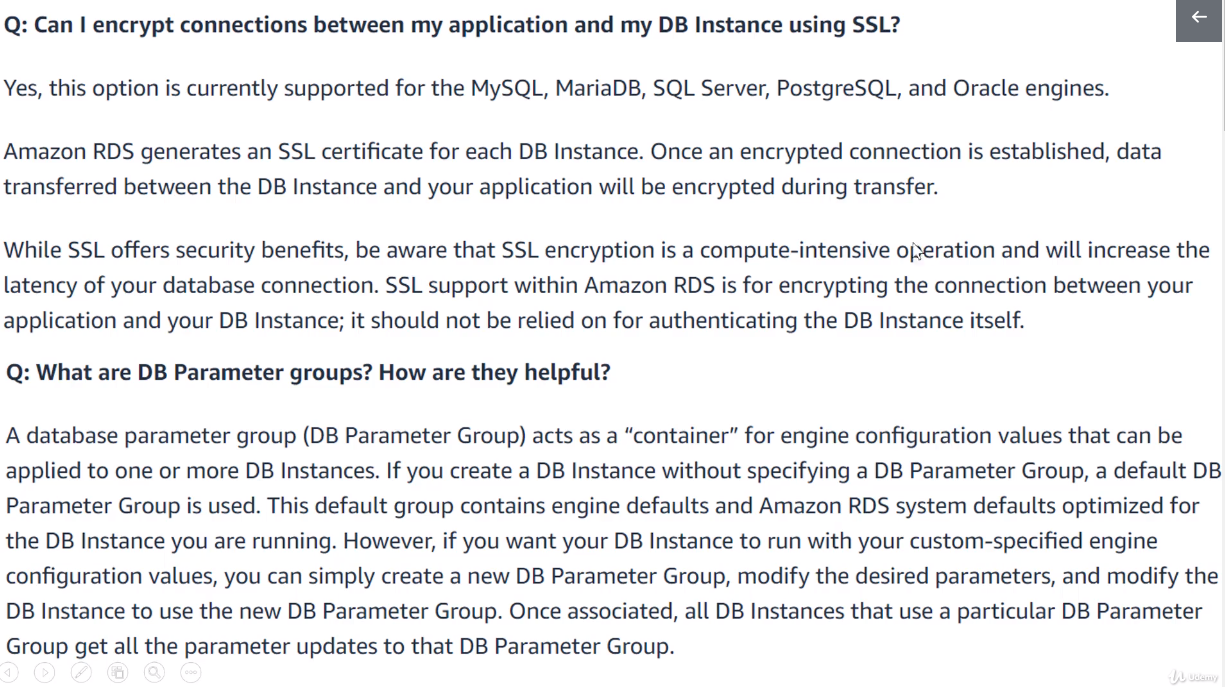 Q: Can I encrypt connections between my application and my DB Instance using SSL?
Yes, this option is currently supported for the MySQL, MariaDB, SQL Server, PostgreSQL, and Oracle engines.
Amazon RDS generates an SSL certificate for each DB Instance. Once an encrypted connection is established, data
transferred between the DB Instance and your application will be encrypted during transfer.
While SSL offers security benefits, be aware that SSL encryption is a compute-intensive operation and will increase the
latency of your database connection. SSL support within Amazon RDS is for encrypting the connection between your
application and your DB Instance; it should not be relied on for authenticating the DB Instance itself.
Q: What are DB Parameter groups? How are they helpful?
A database parameter group (DB Parameter Group) acts as a “container” for engine configuration values that can be
applied to one or more DB Instances. If you create a DB Instance without specifying a DB Parameter Group, a default DB
Parameter Group is used. This default group contains engine defaults and Amazon RDS system defaults optimized for
the DB Instance you are running. However, if you want your DB Instance to run with your custom-specified engine
configuration values, you can simply create a new DB Parameter Group, modify the desired parameters, and modify the
DB Instance to use the new DB Parameter Group. Once associated, all DB Instances that use a particular DB Parameter
Group get all the parameter updates to that DB Parameter Group.
Udemy